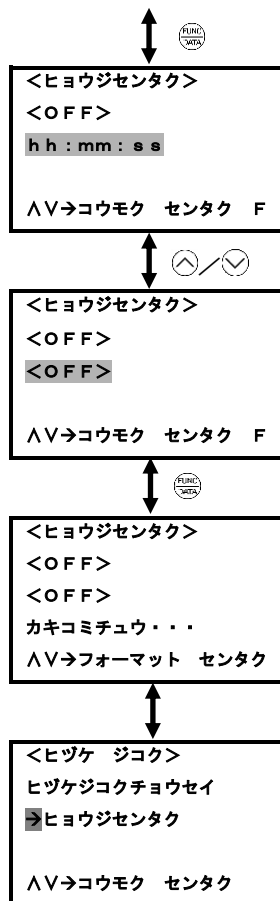 FUNC
DATA
<ヒョウジセンタク>
<OFF>
hh:mm:ss
∧∨→コウモク センタク F
∧/∨
<ヒョウジセンタク>
<OFF>
<OFF>
∧∨→コウモク センタク F
FUNC
DATA
<ヒョウジセンタク>
<OFF>
<OFF>
カキコミチュウ・・・
∧∨→フォーマット センタク
<ヒヅケ ジコク>
ヒヅケジコクチョウセイ
→ヒョウジセンタク
∧∨→コウモク センタク